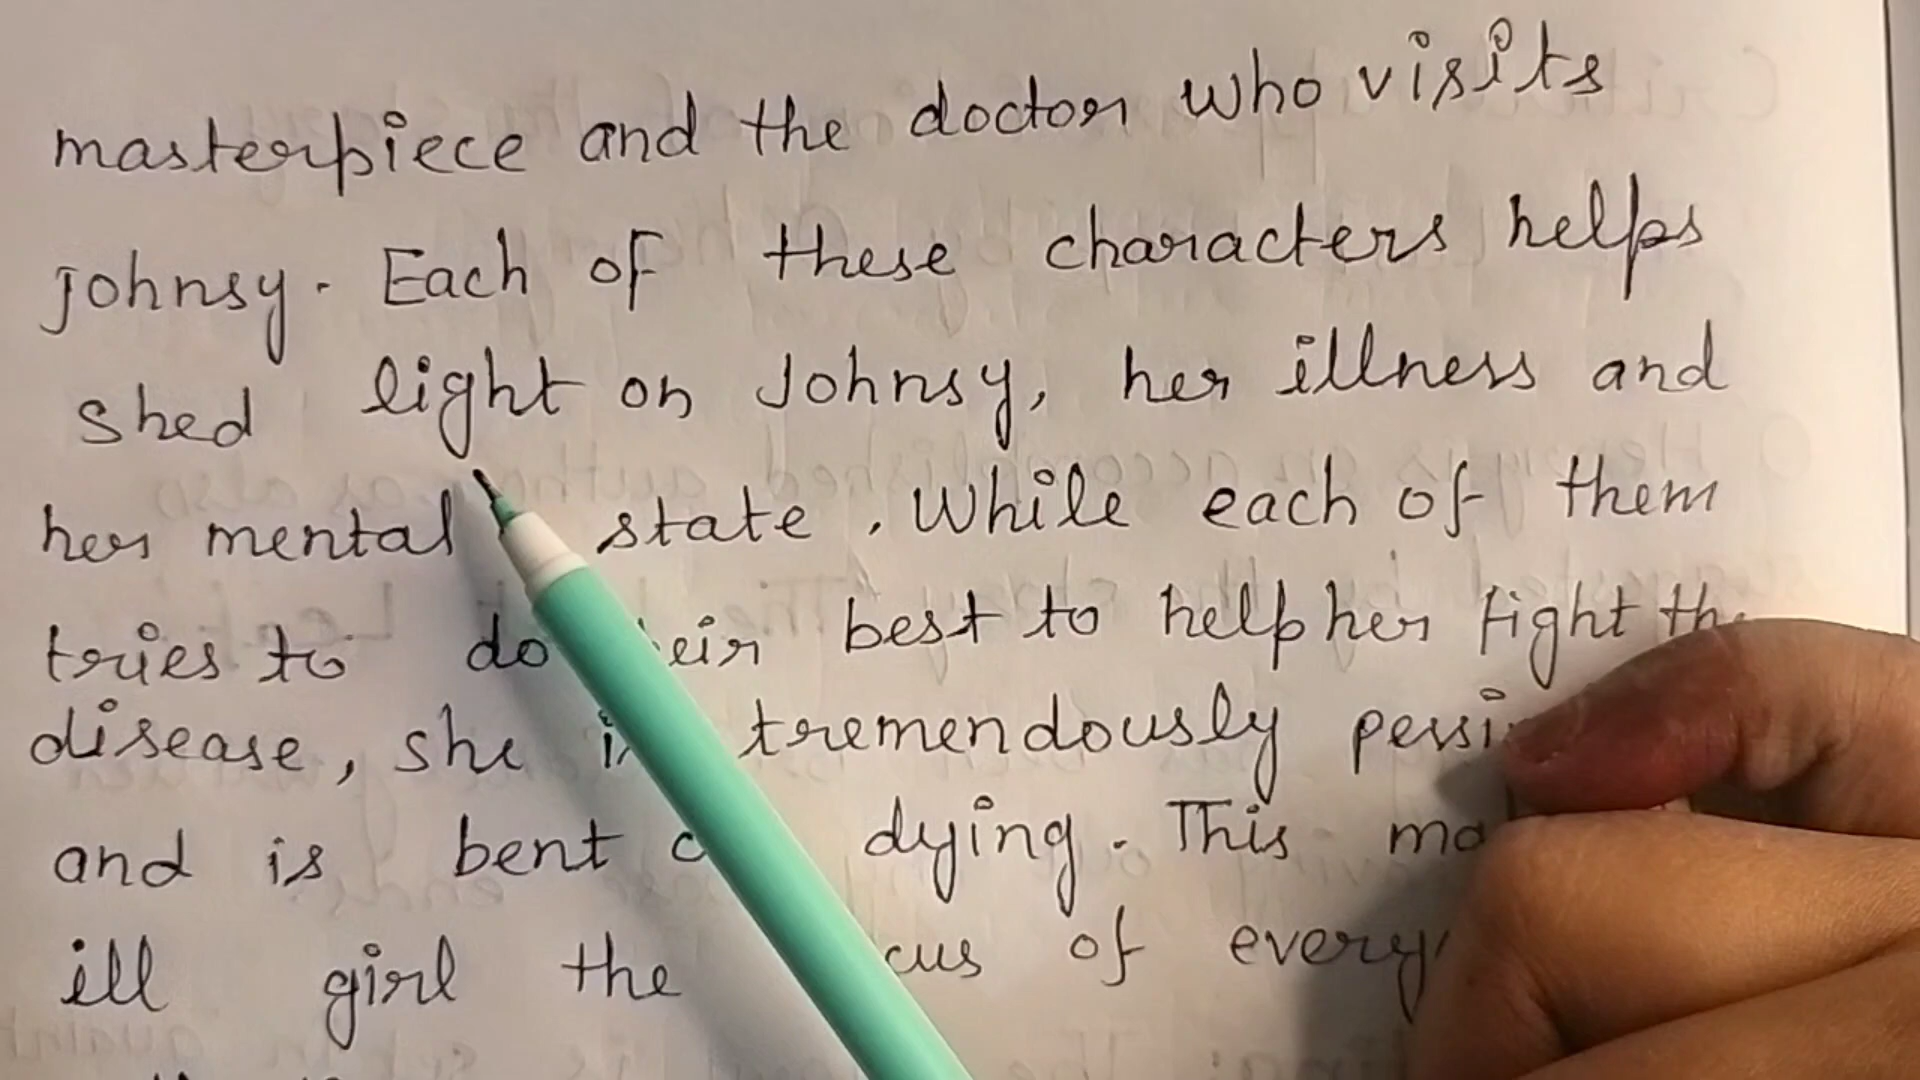 masterpiece and the doctor who visits
Johnsy. Each of these characters helps
shed light on Johnsy, her illness and
her mental state. While each of them
tries to do best to help her fight
disease, she tremendously
and is bent dying. This
ill girl the of